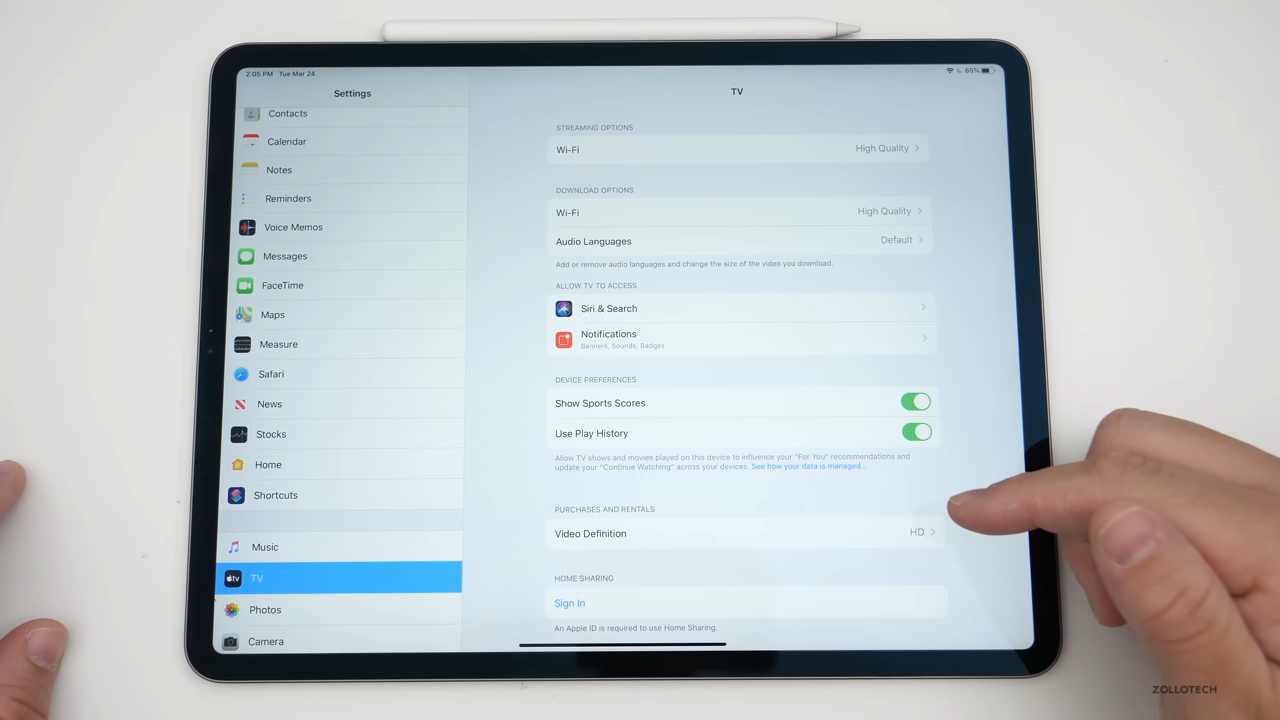 2:05 PM Tue Mar 24
65%
Settings
Contacts
Calendar
Notes
Reminders
Voice Memos
Messages
FaceTime
Maps
Measure
Safari
News
Stocks
Home
Shortcuts
Music
tv TV
Photos
Camera
TV
STREAMING OPTIONS
Wi-Fi High Quality
DOWNLOAD OPTIONS
Wi-Fi High Quality
Audio Languages Default
Add or remove audio languages and change the size of the video you download.
ALLOW TV TO ACCESS
Siri & Search
Notifications
Banners, Sounds, Badges
DEVICE PREFERENCES
Show Sports Scores
Use Play History
Allow TV shows and movies played on this device to influence your "For You" recommendations and
update your "Continue Watching" across your devices. See how your data is managed...
PURCHASES AND RENTALS
Video Definition HD
HOME SHARING
Sign In
An Apple ID is required to use Home Sharing.
ZOLLOTECH